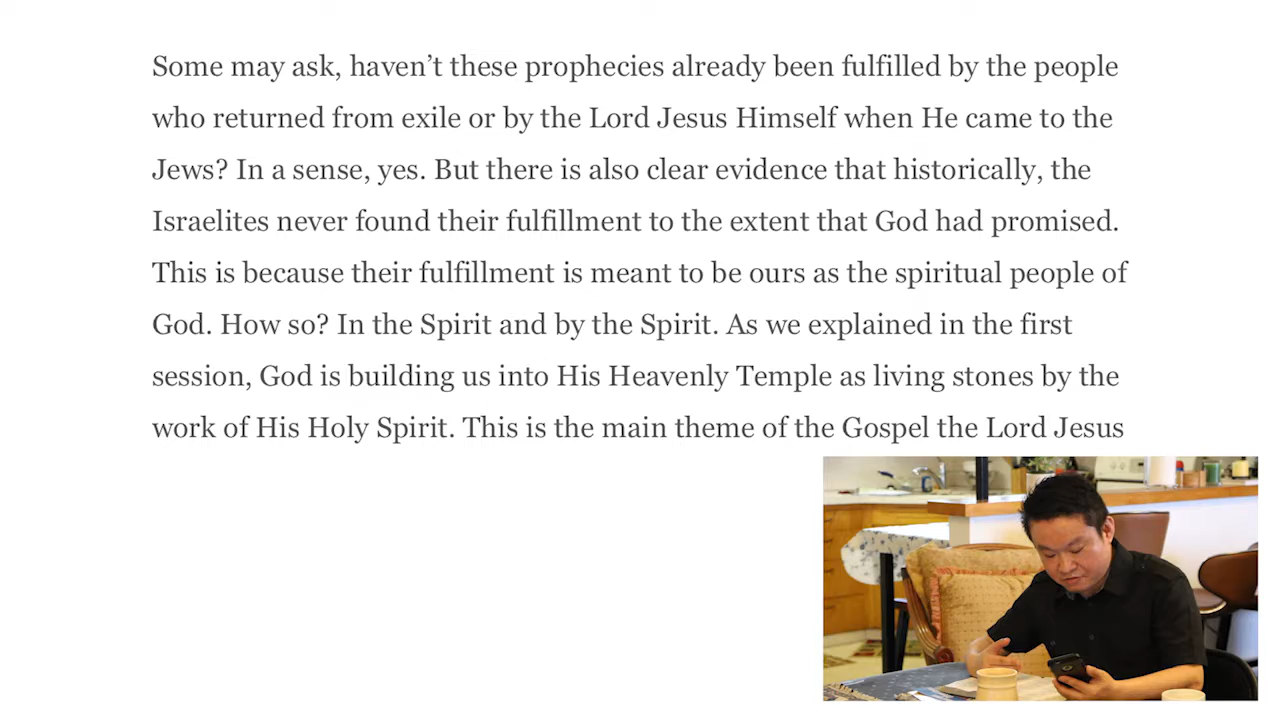 Some may ask, haven’t these prophecies already been fulfilled by the people
who returned from exile or by the Lord Jesus Himself when He came to the
Jews? In a sense, yes. But there is also clear evidence that historically, the
Israelites never found their fulfillment to the extent that God had promised.
This is because their fulfillment is meant to be ours as the spiritual people of
God. How so? In the Spirit and by the Spirit. As we explained in the first
session, God is building us into His Heavenly Temple as living stones by the
work of His Holy Spirit. This is the main theme of the Gospel the Lord Jesus